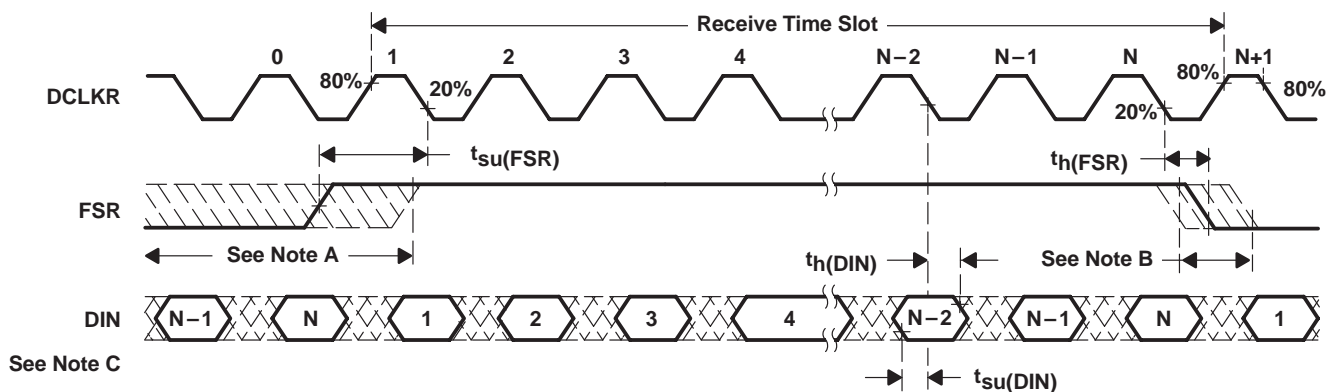 Receive Time Slot
0 1 2 3 4 N–2 N–1 N N+1
80% 20% 80% 80%
DCLKR
20%
tsu(FSR) th(FSR)
FSR
See Note A th(DIN) See Note B
DIN N–1 N 1 2 3 4 N–2 N–1 N 1
See Note C
tsu(DIN)